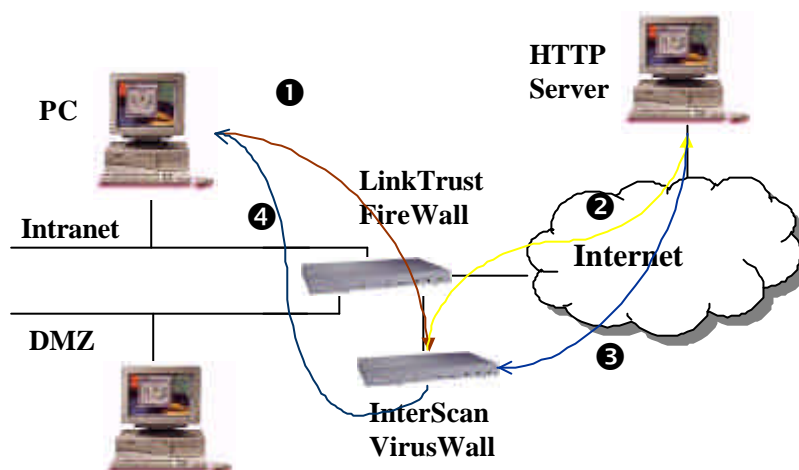 HTTP
Server
❶
PC
LinkTrust
FireWall
❷
❹
Intranet
Internet
DMZ
❸
InterScan
VirusWall